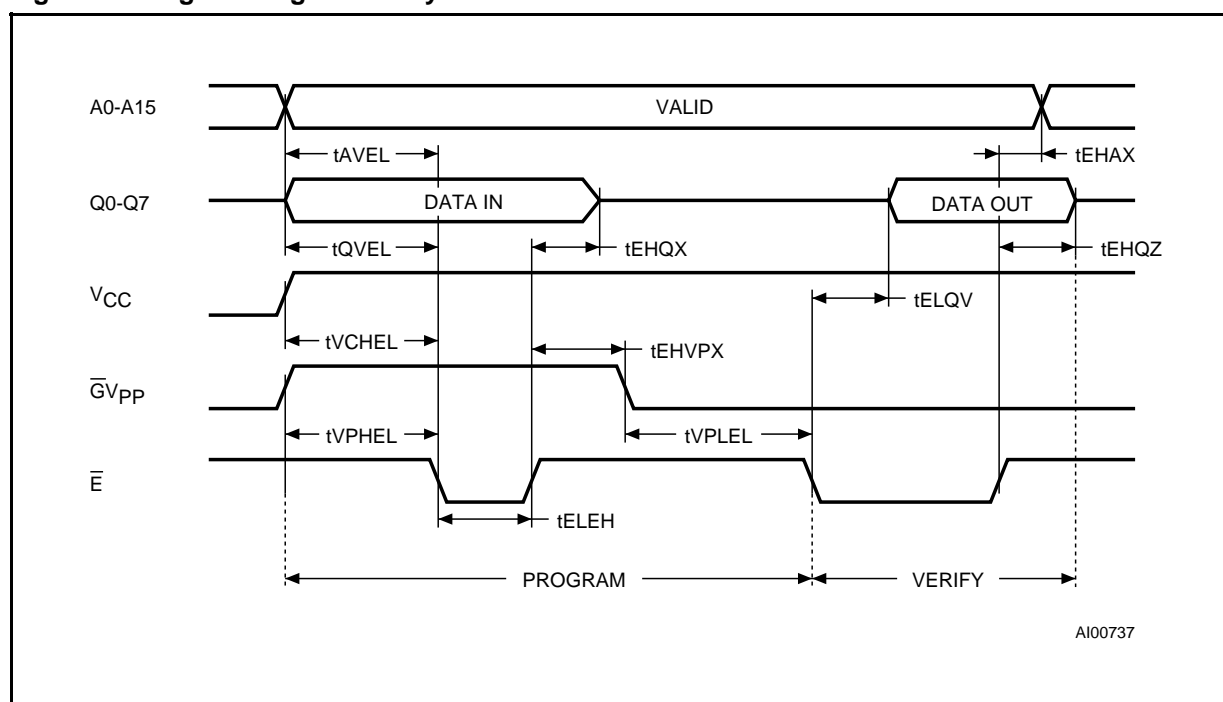 A0-A15
VALID
tAVEL
tEHAX
Q0-Q7
DATA IN
DATA OUT
tQVEL
tEHQX
tEHQZ
VCC
tELQV
tVCHEL
tEHVPX
G̅VPP
tVPHEL
tVPLEL
E̅
tELEH
PROGRAM
VERIFY
AI00737